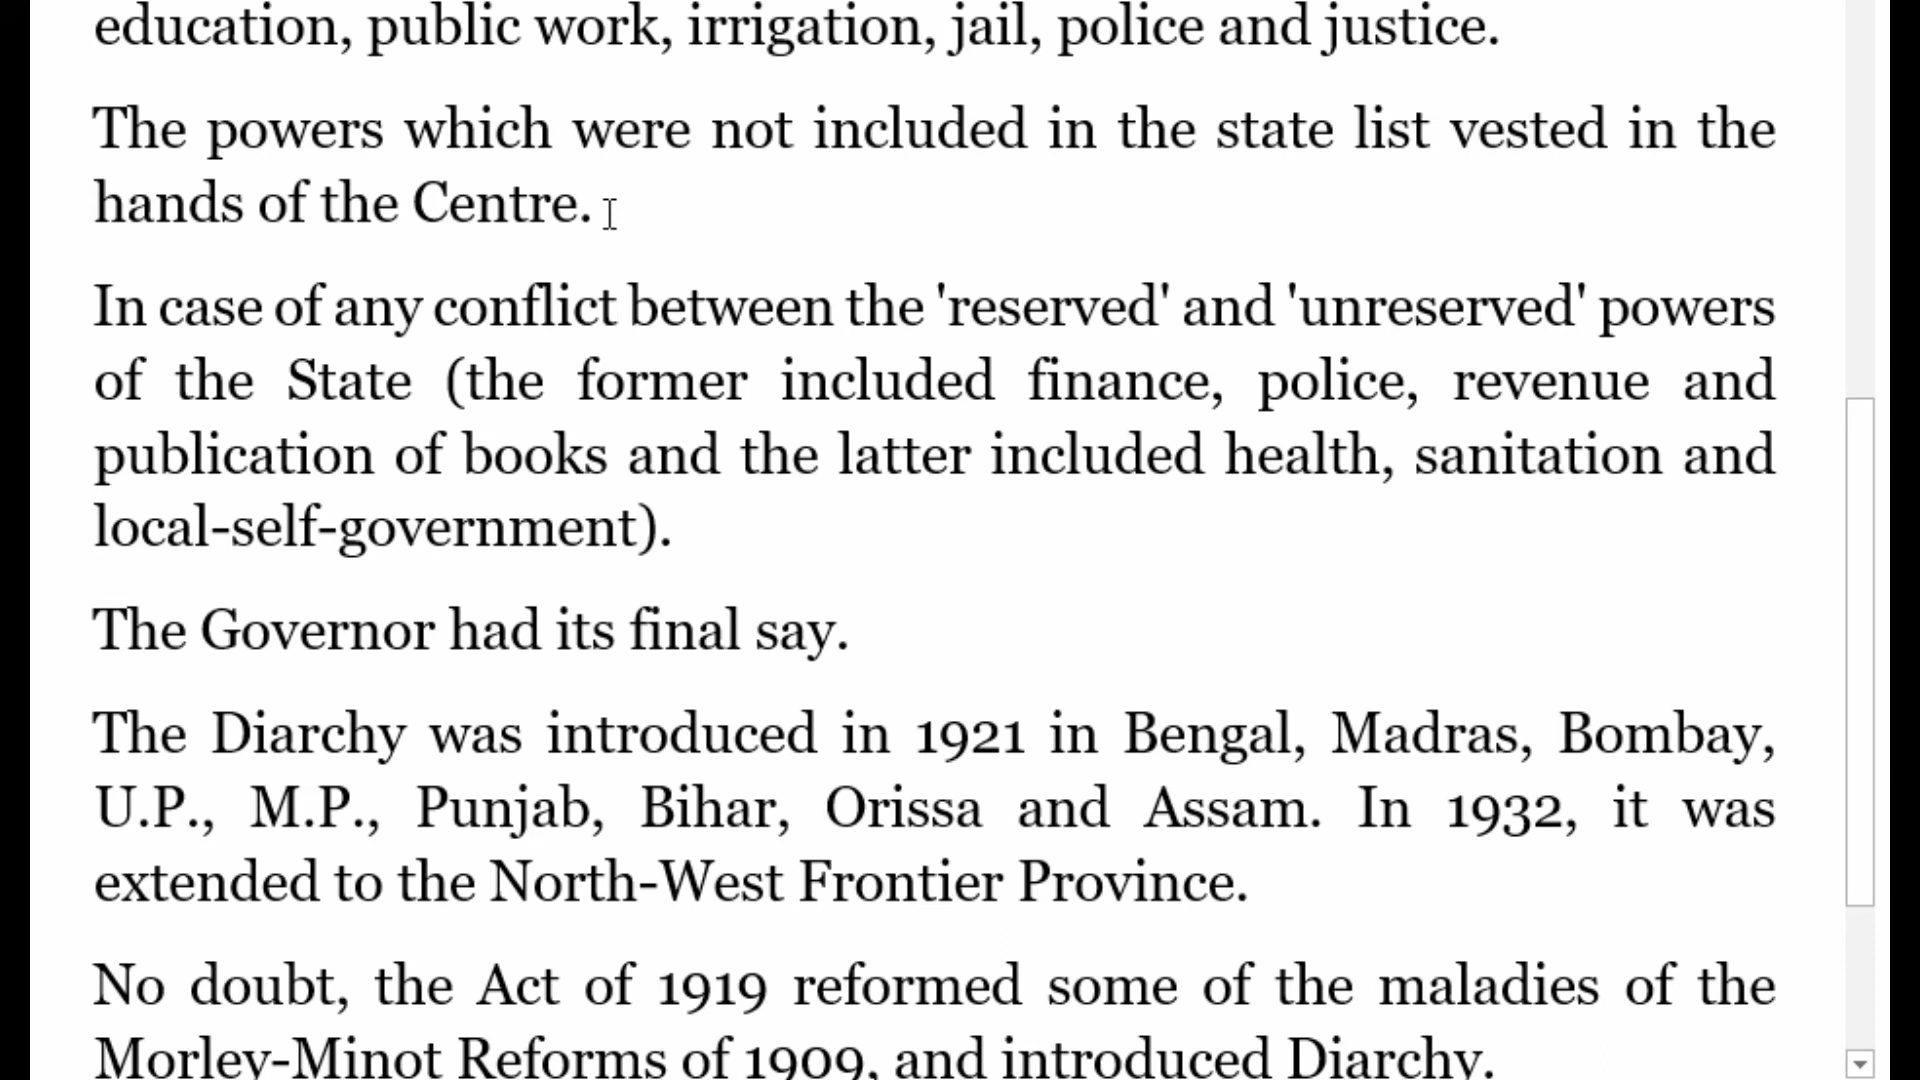 education, public work, irrigation, jail, police and justice.
The powers which were not included in the state list vested in the
hands of the Centre.
In case of any conflict between the 'reserved' and 'unreserved' powers
of the State (the former included finance, police, revenue and
publication of books and the latter included health, sanitation and
local-self-government).
The Governor had its final say.
The Diarchy was introduced in 1921 in Bengal, Madras, Bombay,
U.P., M.P., Punjab, Bihar, Orissa and Assam. In 1932, it was
extended to the North-West Frontier Province.
No doubt, the Act of 1919 reformed some of the maladies of the
Morley-Minot Reforms of 1909, and introduced Diarchy.